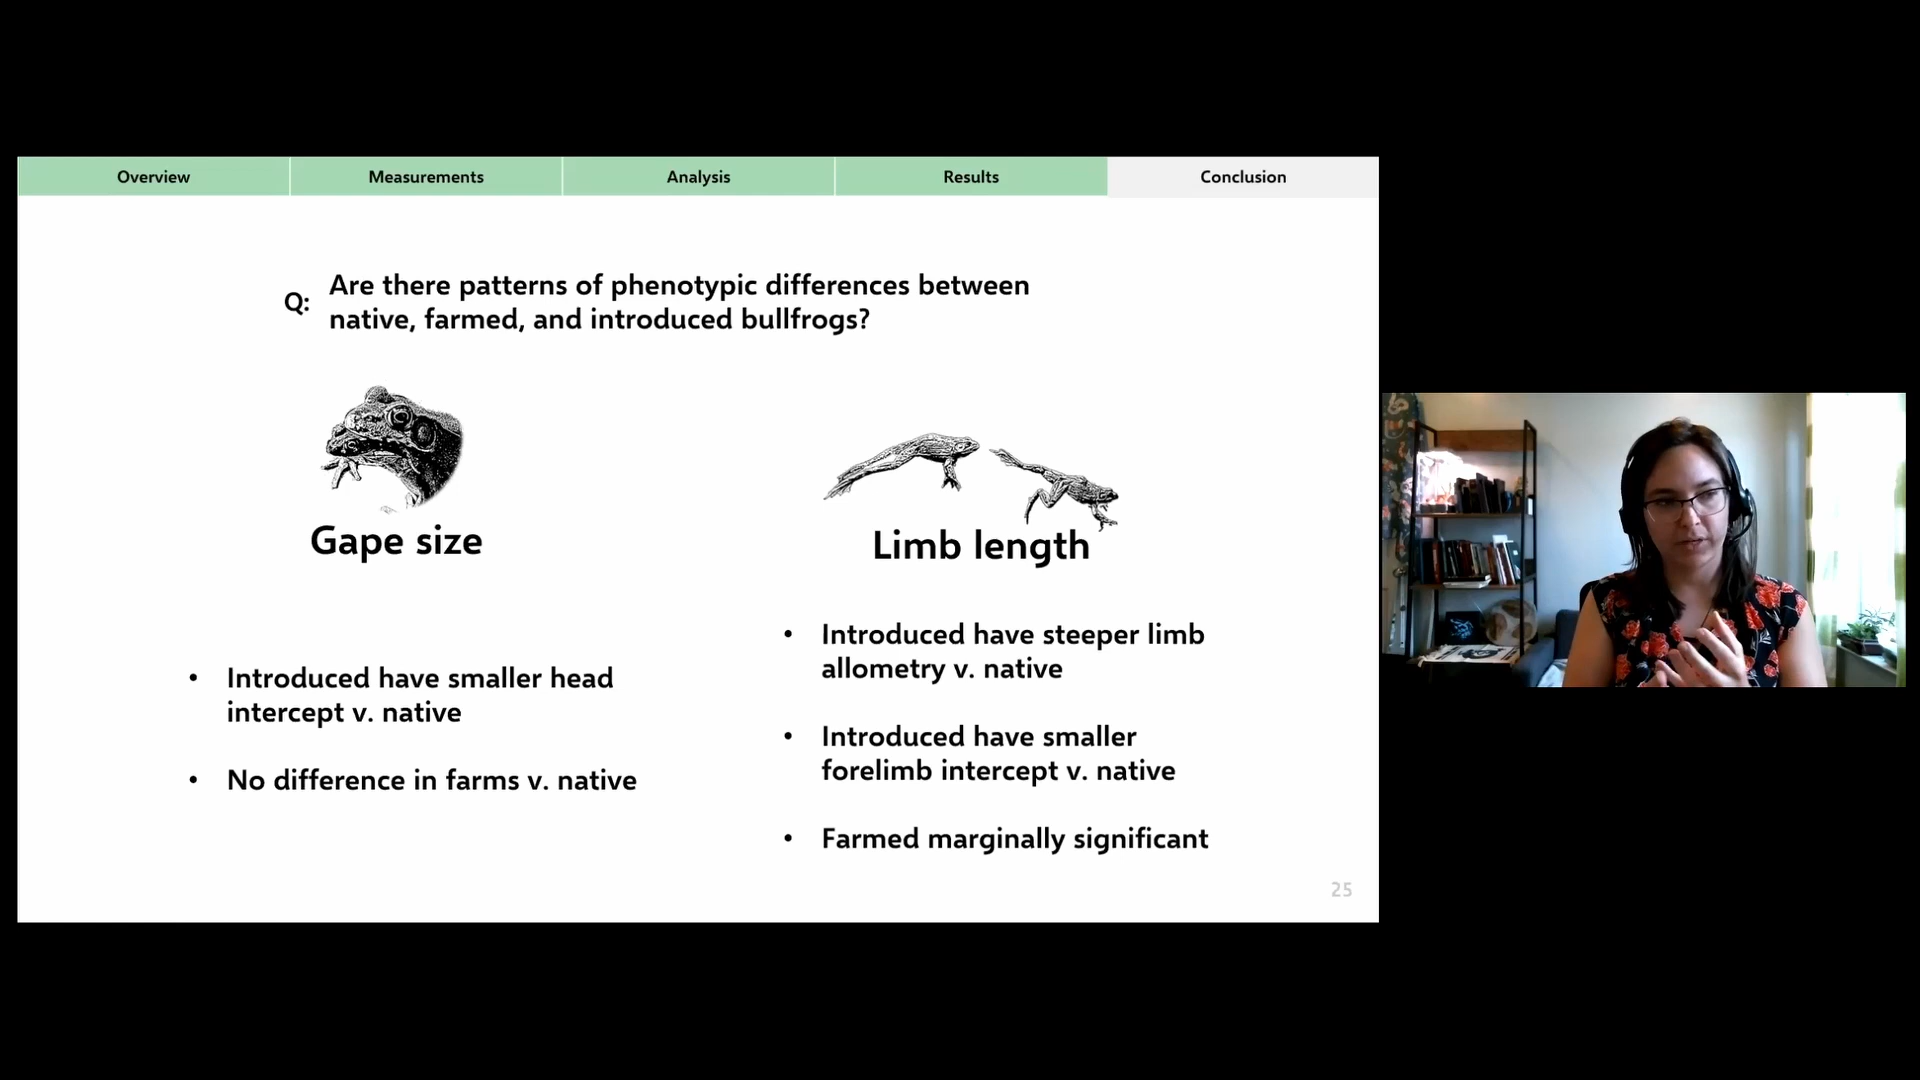 Overview
Measurements
Analysis
Results
Conclusion
Q:
Are there patterns of phenotypic differences between
native, farmed, and introduced bullfrogs?
Gape size
Limb length
• Introduced have smaller head
intercept v. native
• No difference in farms v. native
• Introduced have steeper limb
allometry v. native
• Introduced have smaller
forelimb intercept v. native
• Farmed marginally significant
25